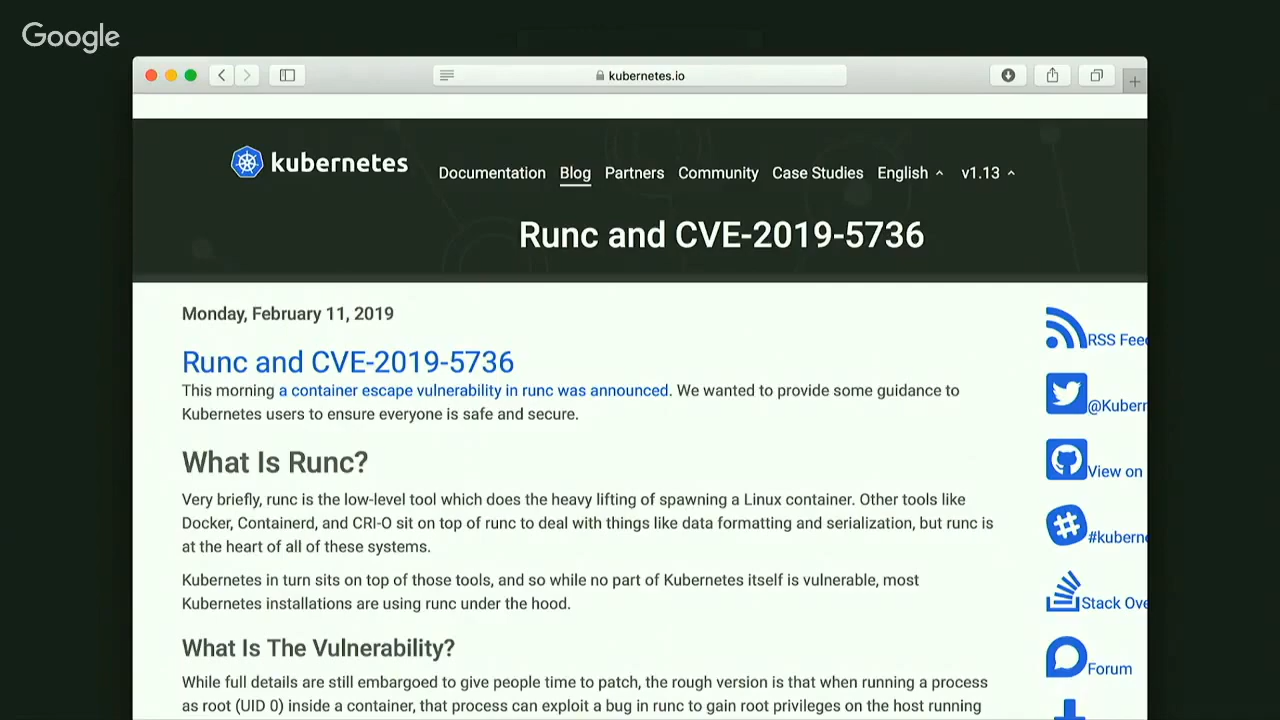 Google
kubernetes.io
kubernetes
Documentation Blog Partners Community Case Studies English v1.13
Runc and CVE-2019-5736
Monday, February 11, 2019
Runc and CVE-2019-5736
This morning a container escape vulnerability in runc was announced. We wanted to provide some guidance to
Kubernetes users to ensure everyone is safe and secure.
What Is Runc?
Very briefly, runc is the low-level tool which does the heavy lifting of spawning a Linux container. Other tools like
Docker, Containerd, and CRI-O sit on top of runc to deal with things like data formatting and serialization, but runc is
at the heart of all of these systems.
Kubernetes in turn sits on top of those tools, and so while no part of Kubernetes itself is vulnerable, most
Kubernetes installations are using runc under the hood.
What Is The Vulnerability?
While full details are still embargoed to give people time to patch, the rough version is that when running a process
as root (UID 0) inside a container, that process can exploit a bug in runc to gain root privileges on the host running
RSS Fee
@Kubern
View on
#kuberne
Stack Ove
Forum